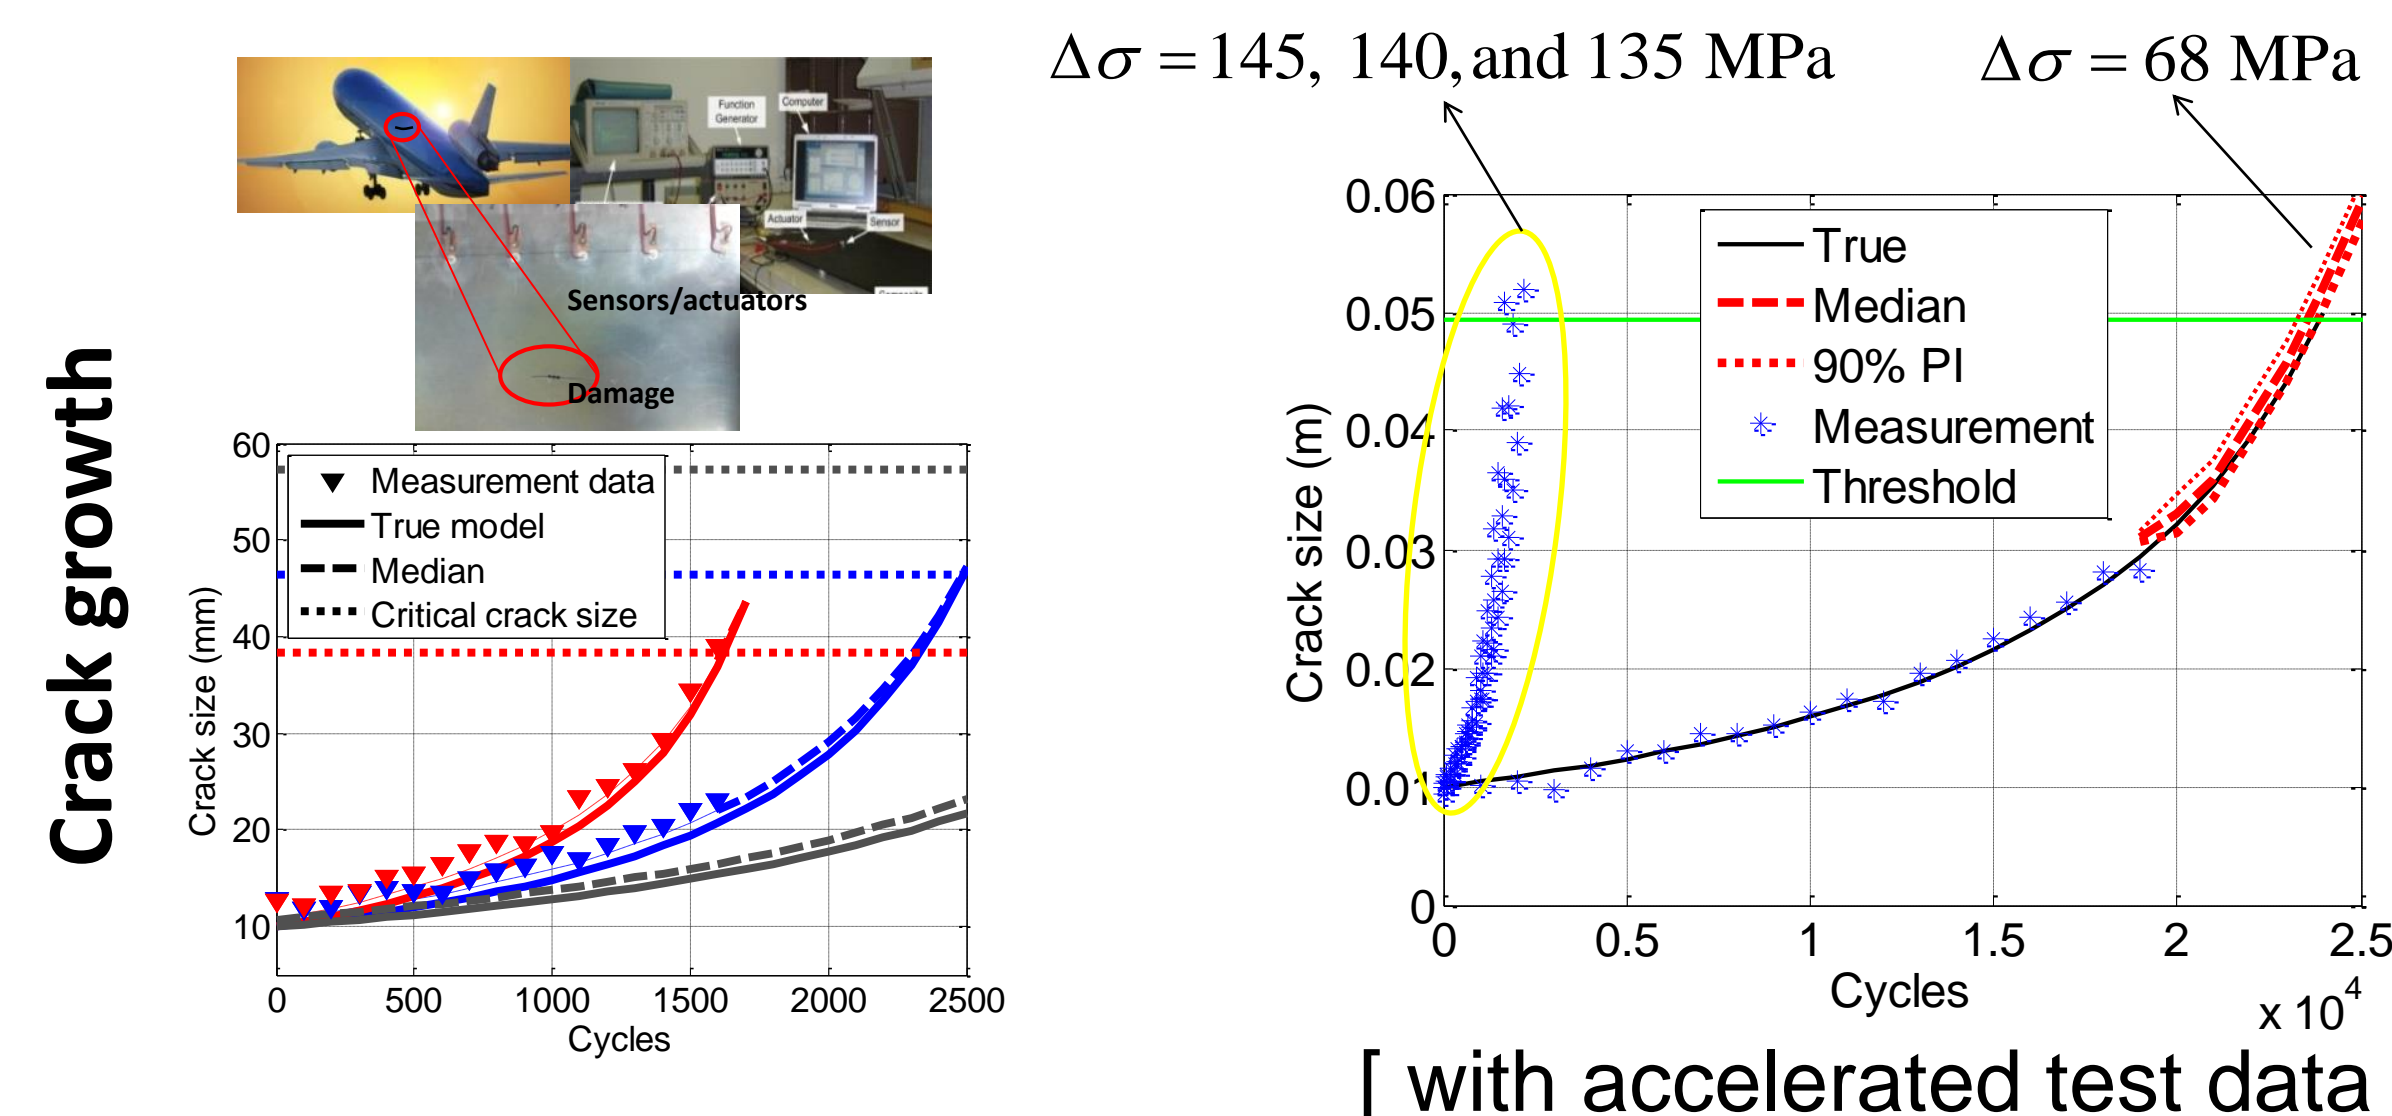 Crack growth
Function
Generator
Computer
Actuator
Sensor
Sensors/actuators
Damage
60
50
40
30
20
10
Crack size (mm)
Measurement data
True model
Median
Critical crack size
0 500 1000 1500 2000 2500
Cycles
Δσ = 145, 140, and 135 MPa
Δσ = 68 MPa
0.06
0.05
0.04
0.03
0.02
0.01
0
Crack size (m)
True
Median
90% PI
Measurement
Threshold
0 0.5 1 1.5 2 2.5
Cycles
x 10⁴
[ with accelerated test data